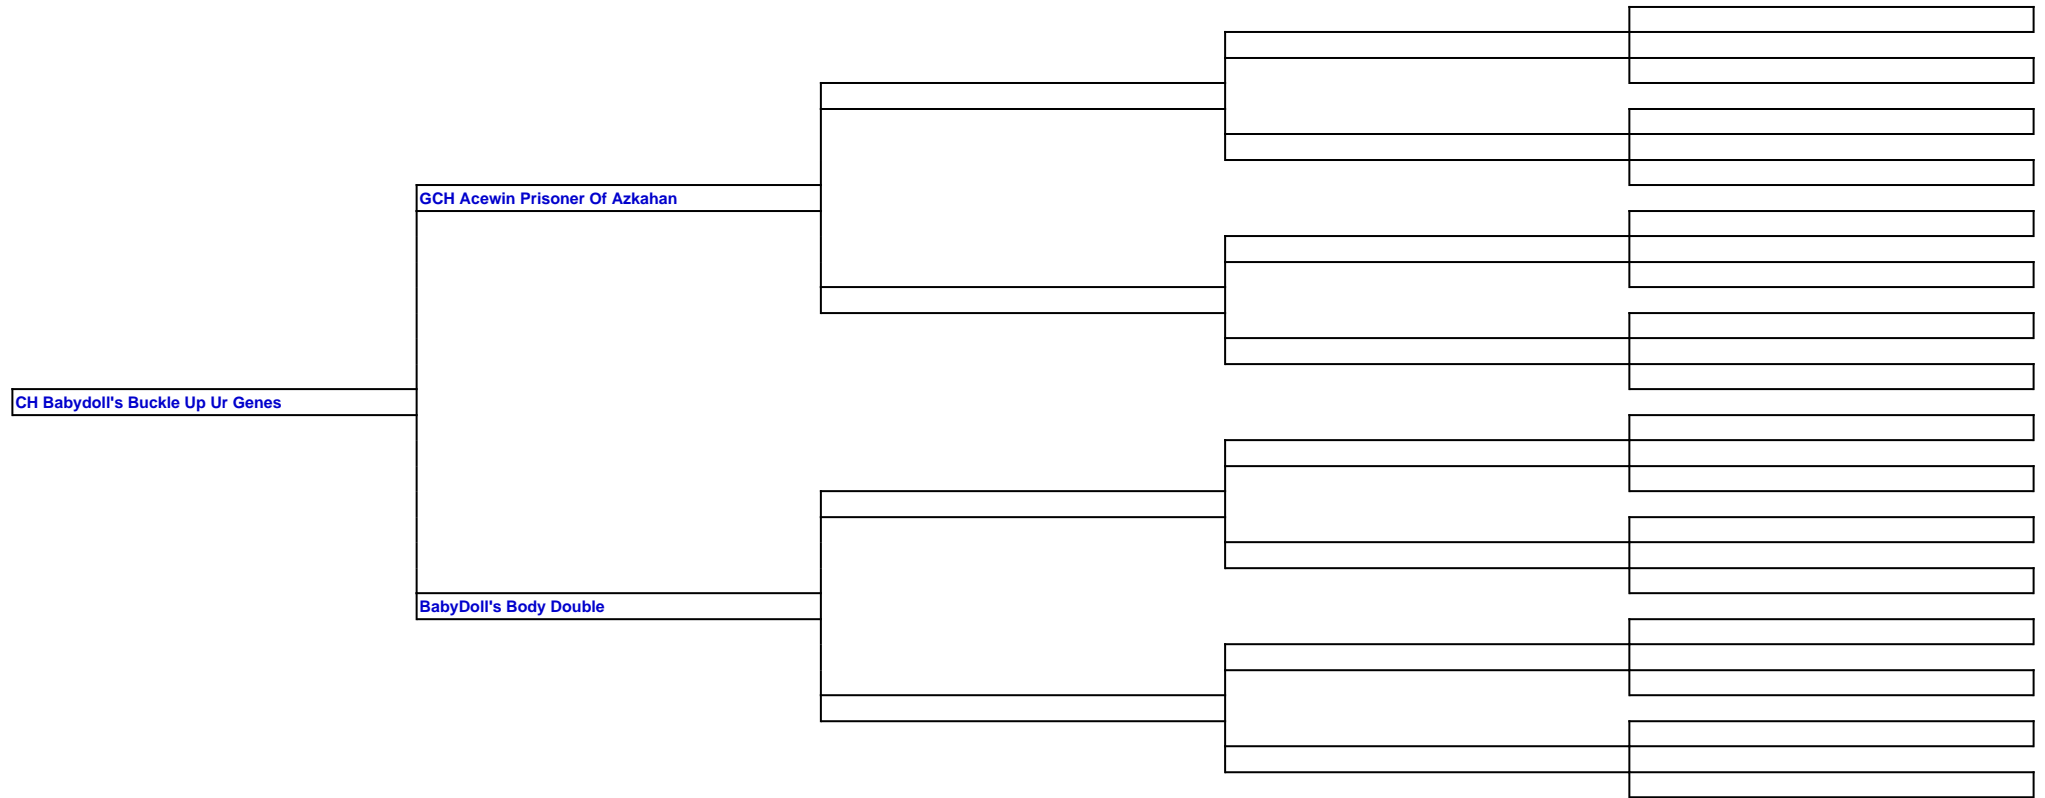 GCH Acewin Prisoner Of Azkahan
CH Babydoll's Buckle Up Ur Genes
BabyDoll's Body Double